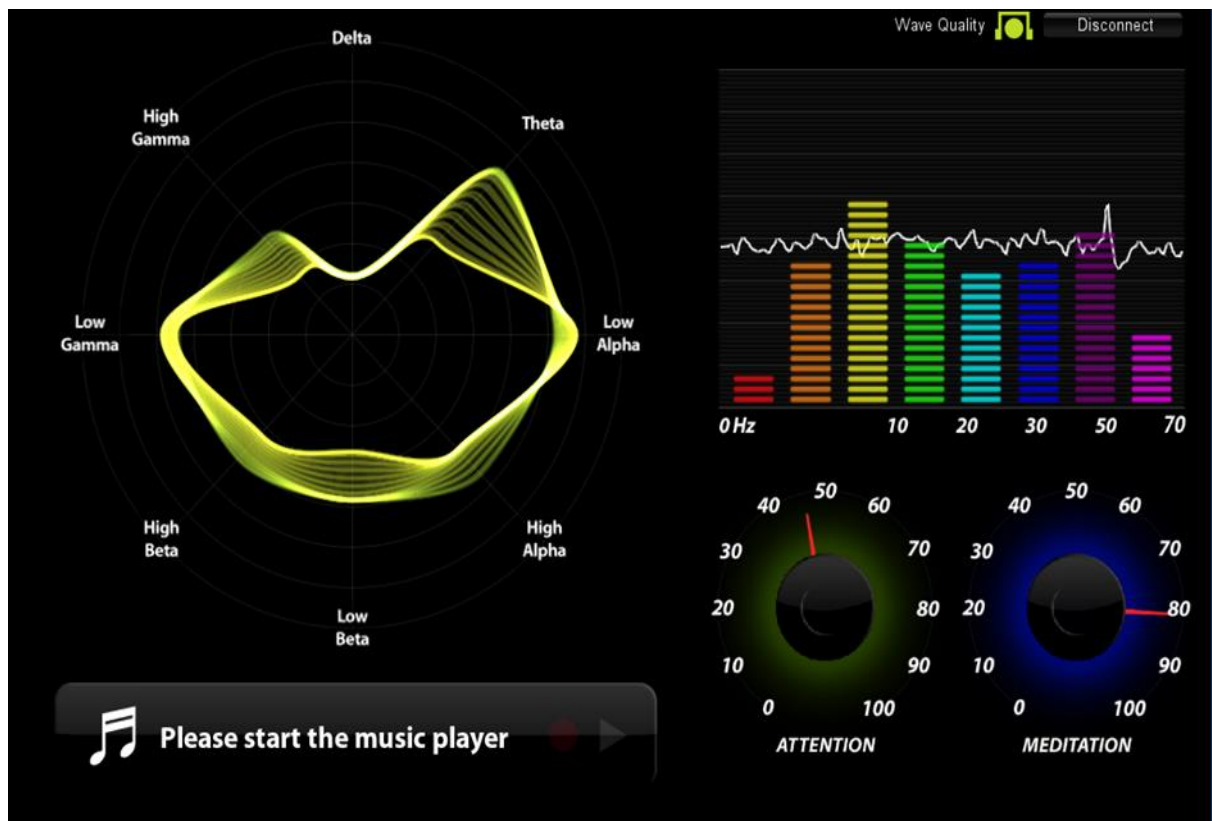 Wave Quality
Disconnect
Delta
High
Gamma
Theta
Low
Gamma
Low
Alpha
High
Beta
High
Alpha
Low
Beta
Please start the music player
0 Hz 10 20 30 50 70
0 10 20 30 40 50 60 70 80 90 100
ATTENTION
0 10 20 30 40 50 60 70 80 90 100
MEDITATION